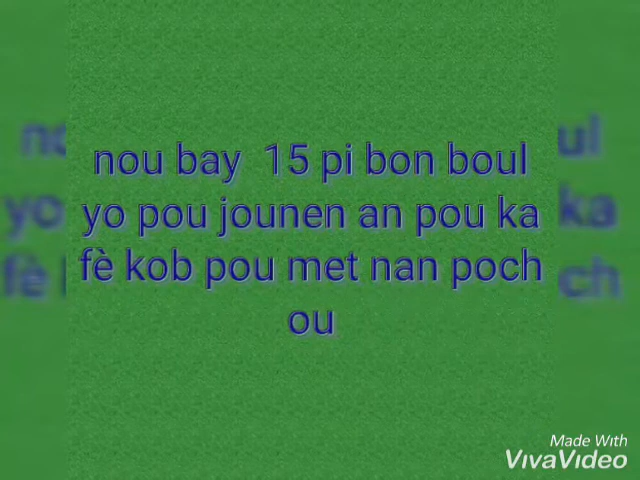 nou bay 15 pi bon boul
yo pou jounen an pou ka
fè kob pou met nan poch
ou
Made With
VivaVideo